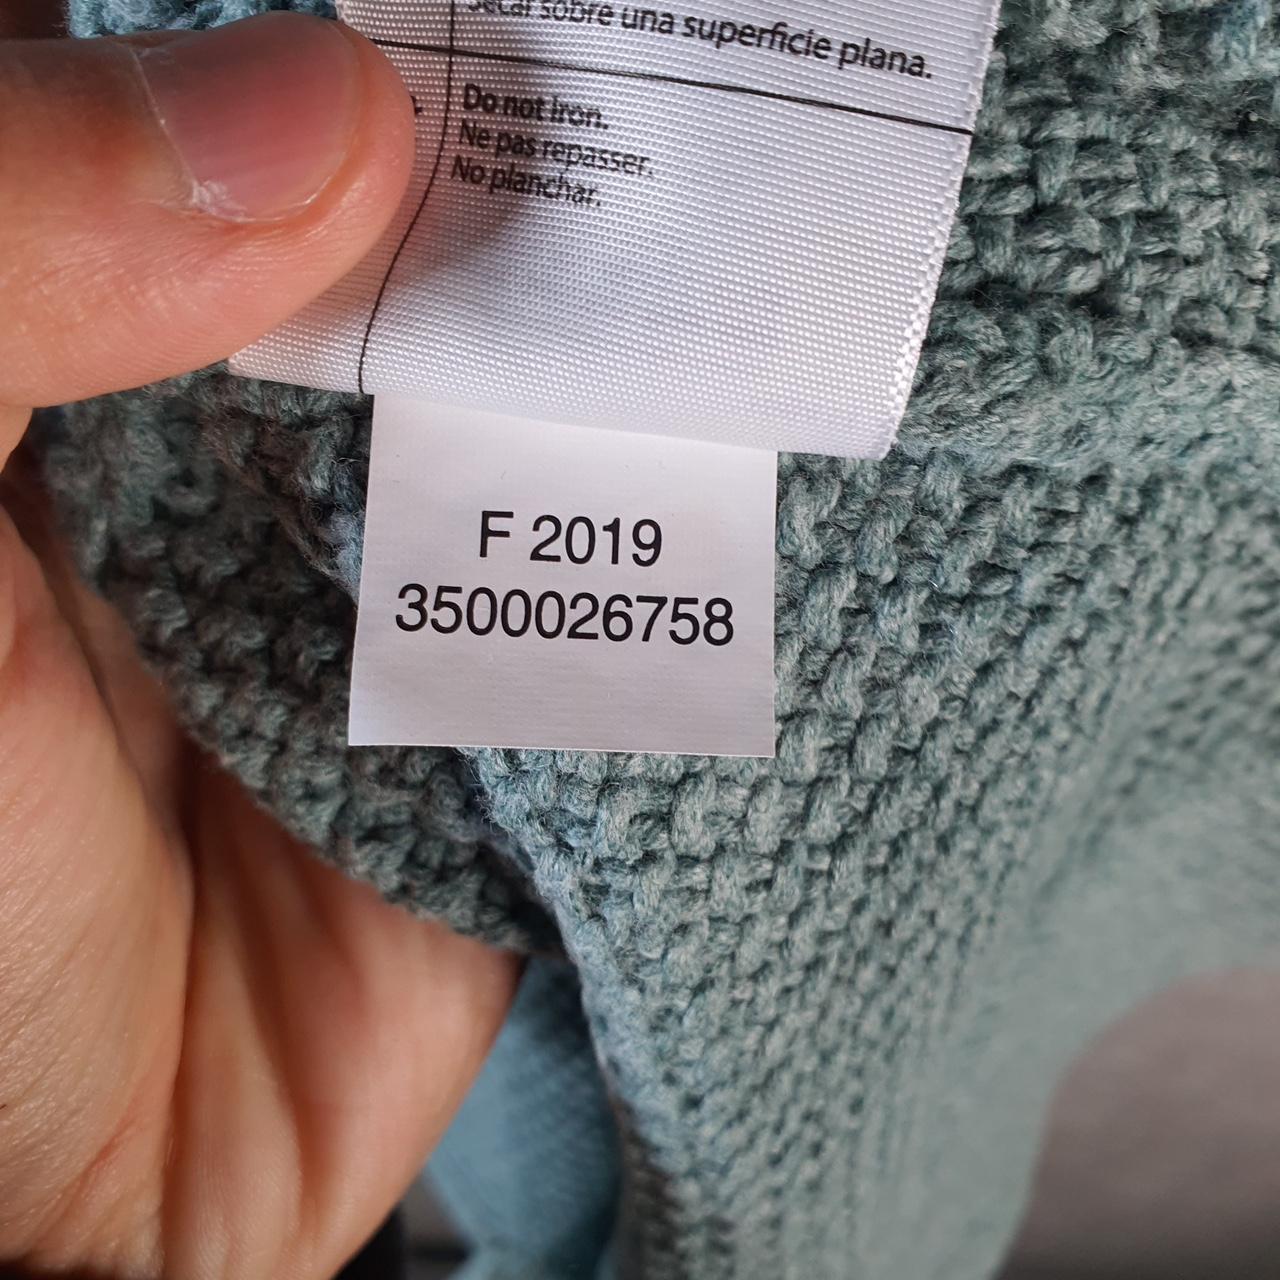 Secar sobre una superficie plana.
Do not iron.
Ne pas repasser.
No planchar.
F 2019
3500026758